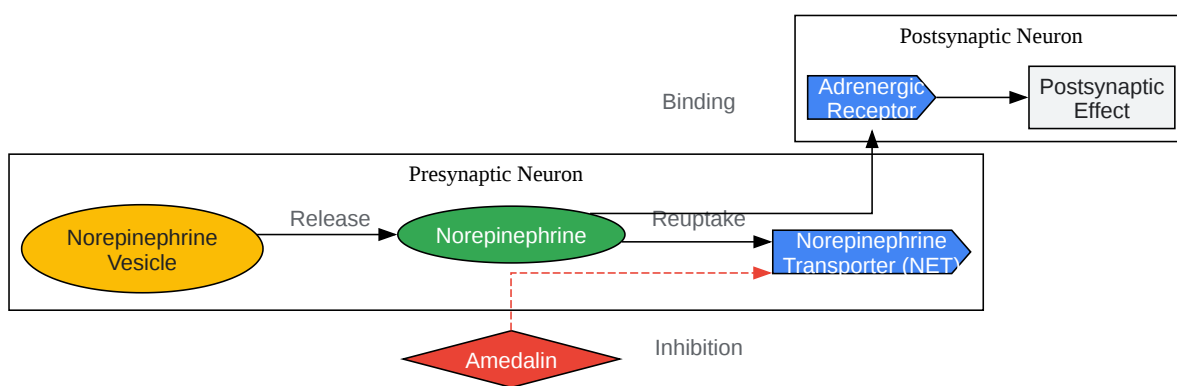 Postsynaptic Neuron
Adrenergic
Receptor
Postsynaptic
Effect
Binding
Presynaptic Neuron
Norepinephrine
Vesicle
Release
Norepinephrine
Reuptake
Norepinephrine
Transporter (NET)
Amedalin
Inhibition